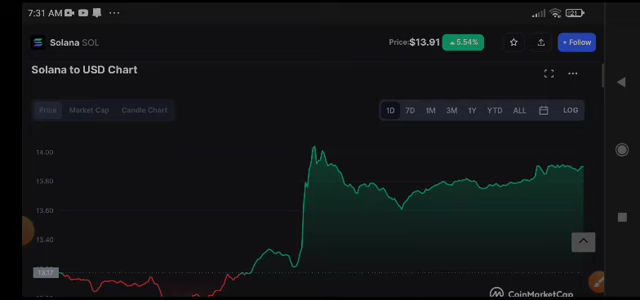 7:31 AM
21
Solana SOL
Price:$13.91
5.54%
+ Follow
Solana to USD Chart
Price
Market Cap
Candle Chart
1D
7D
1M
3M
1Y
YTD
ALL
LOG
14.00
13.80
13.60
13.40
13.17
CoinMarketCap